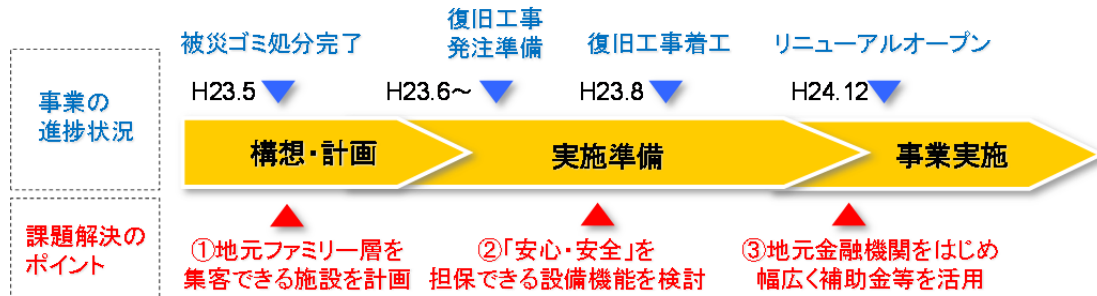 復旧工事
発注準備
被災ゴミ処分完了
復旧工事着工
リニューアルオープン
事業の
進捗状況
H23.5
H23.6～
H23.8
H24.12
構想・計画
実施準備
事業実施
課題解決の
ポイント
①地元ファミリー層を
集客できる施設を計画
②「安心・安全」を
担保できる設備機能を検討
③地元金融機関をはじめ
幅広く補助金等を活用